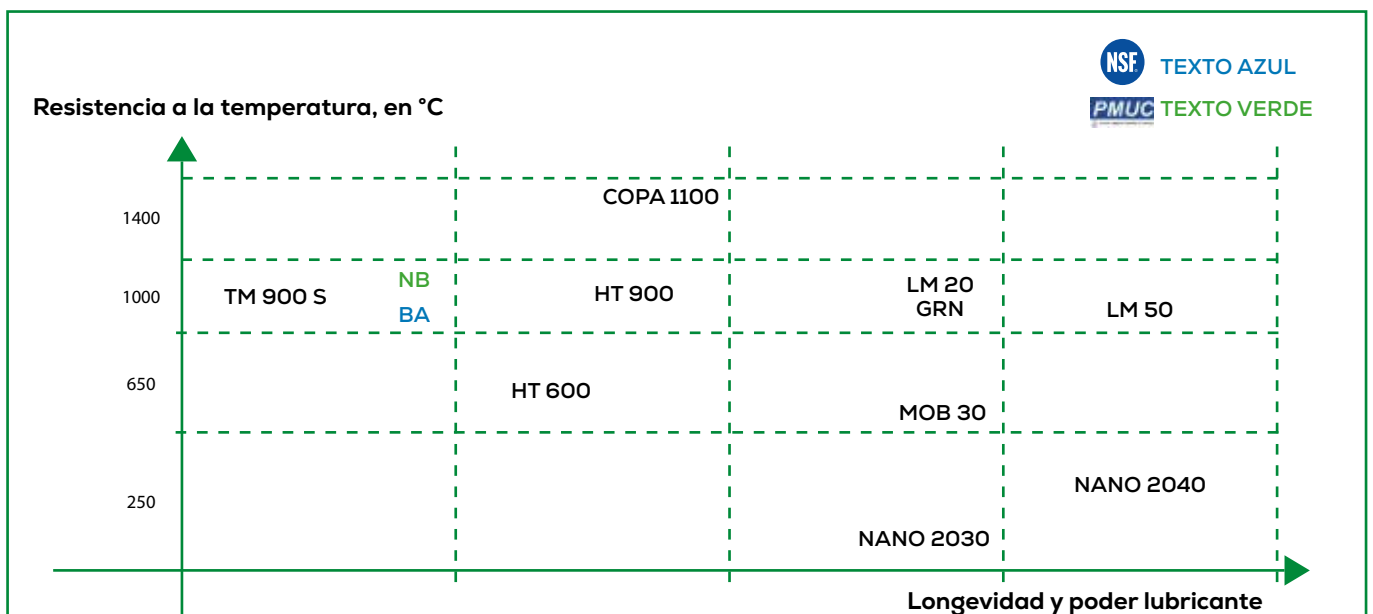 NSF TEXTO AZUL
PMUC TEXTO VERDE
Resistencia a la temperatura, en °C
1400
COPA 1100
1000
TM 900 S
NB
BA
HT 900
LM 20
GRN
LM 50
650
HT 600
MOB 30
250
NANO 2040
NANO 2030
Longevidad y poder lubricante